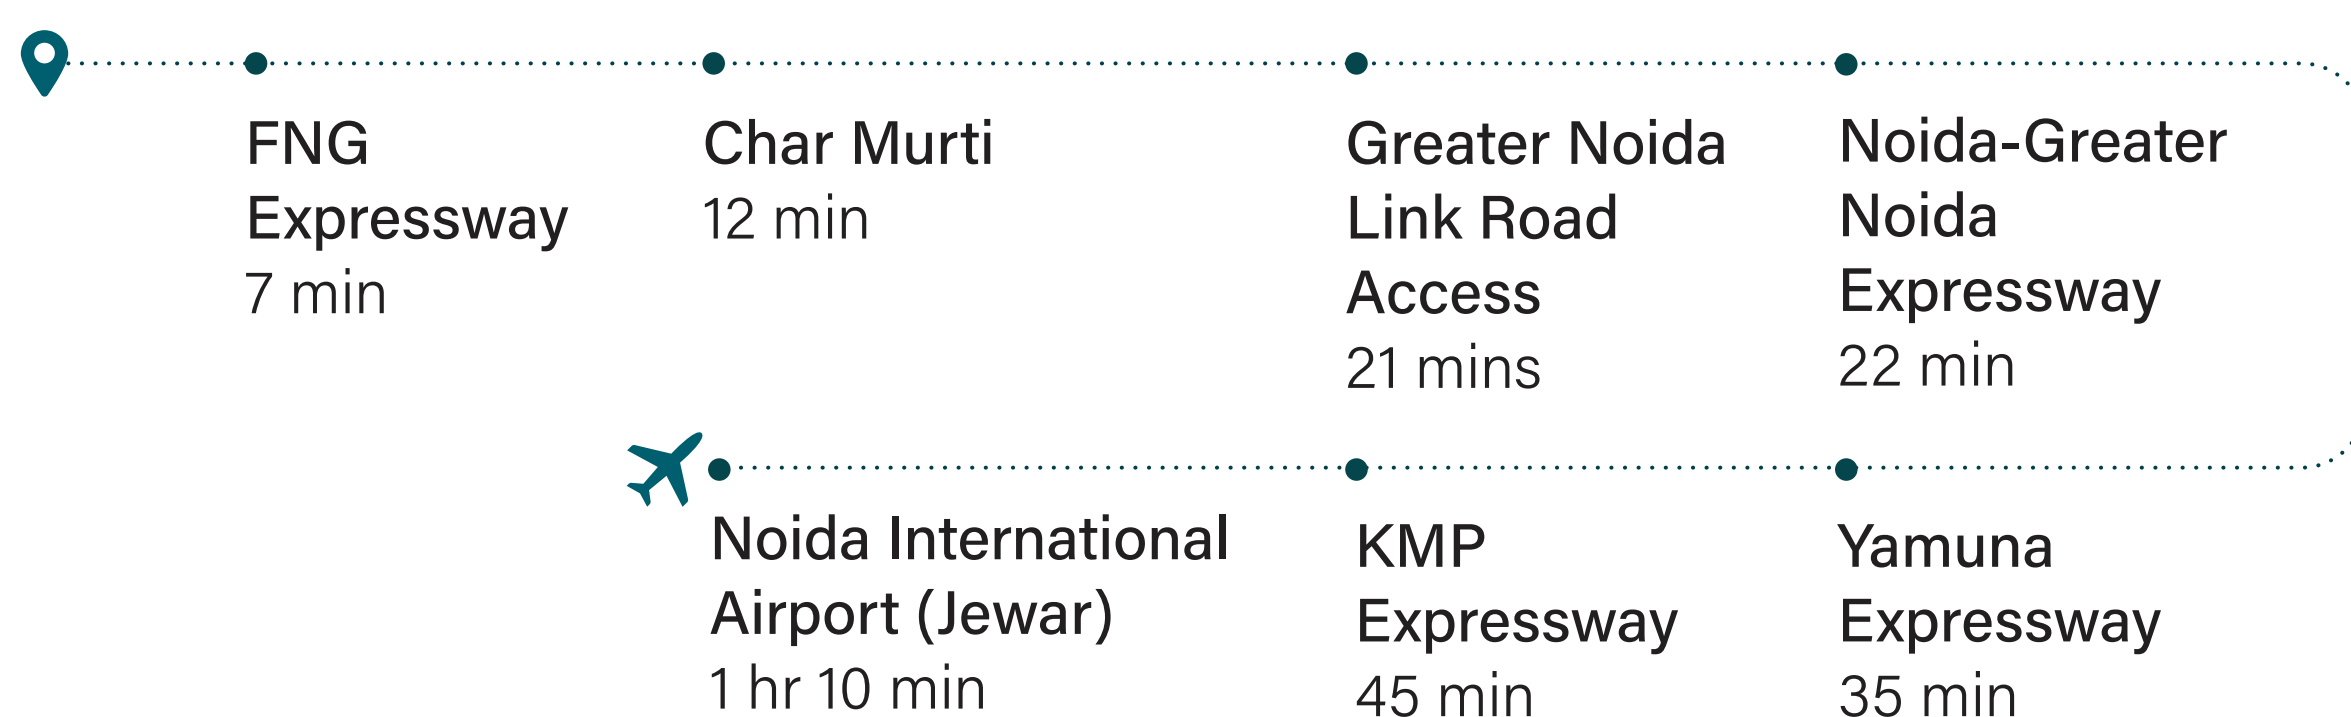 FNG
Expressway
7 min
Char Murti
12 min
Greater Noida
Link Road
Access
21 mins
Noida-Greater
Noida
Expressway
22 min
Noida International
Airport (Jewar)
1 hr 10 min
KMP
Expressway
45 min
Yamuna
Expressway
35 min